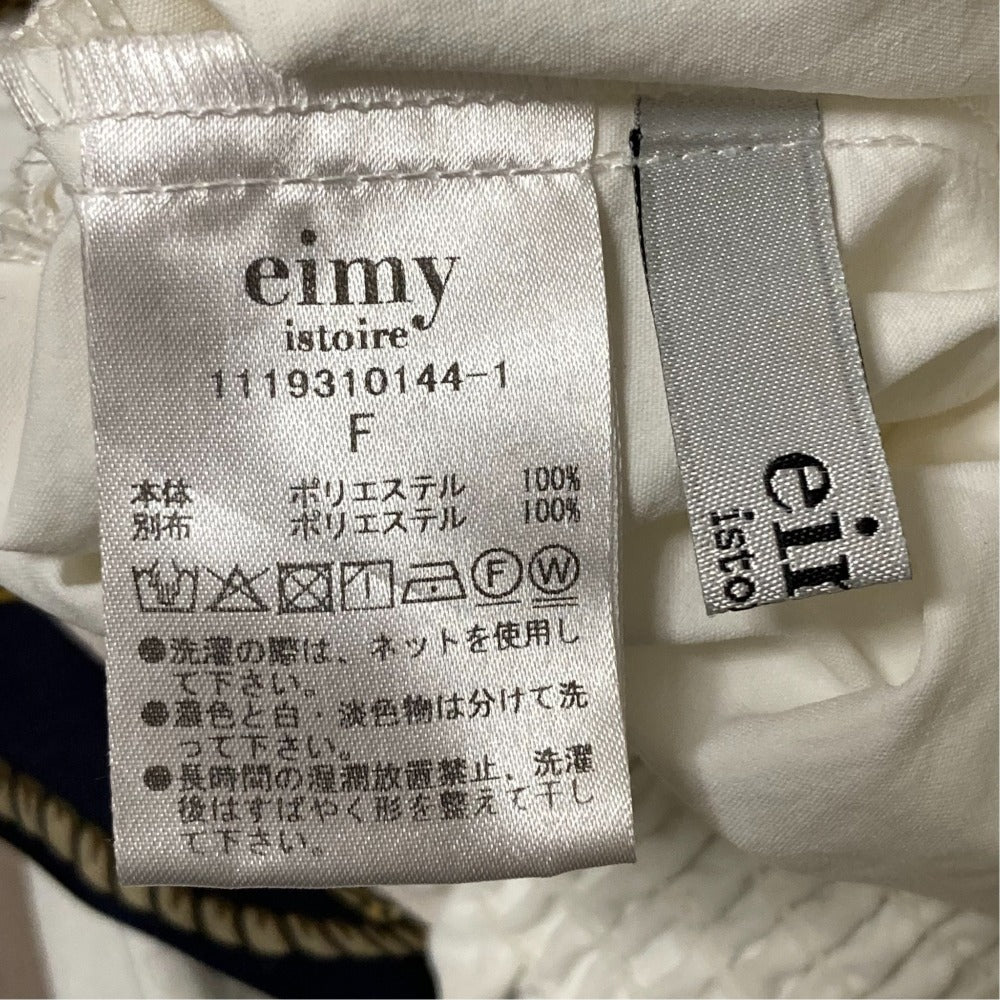 eimy
istoire
1119310144-1
F
本体 ポリエステル 100%
別布 ポリエステル 100%
F W
●洗濯の際は、ネットを使用し
て下さい。
●濃色と白・淡色物は分けて洗
って下さい。
●長時間の湿潤放置禁止、洗濯
後はすばやく形を整えて干し
て下さい。
eim
isto